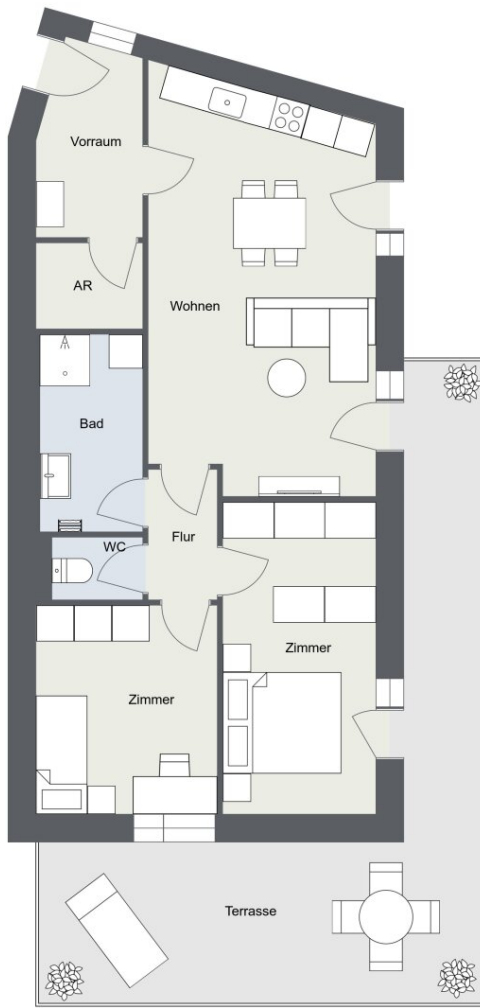 Vorraum
AR
Wohnen
Bad
Flur
WC
Zimmer
Zimmer
Terrasse